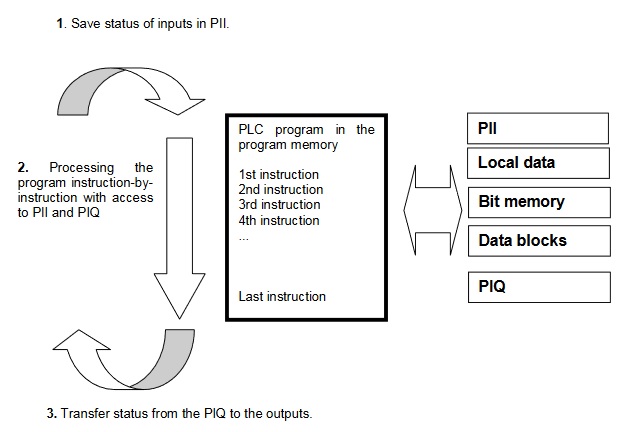 1. Save status of inputs in PII.
2. Processing the
program instruction-by-
instruction with access
to PII and PIQ
PLC program in the
program memory
1st instruction
2nd instruction
3rd instruction
4th instruction
...
Last instruction
PII
Local data
Bit memory
Data blocks
PIQ
3. Transfer status from the PIQ to the outputs.